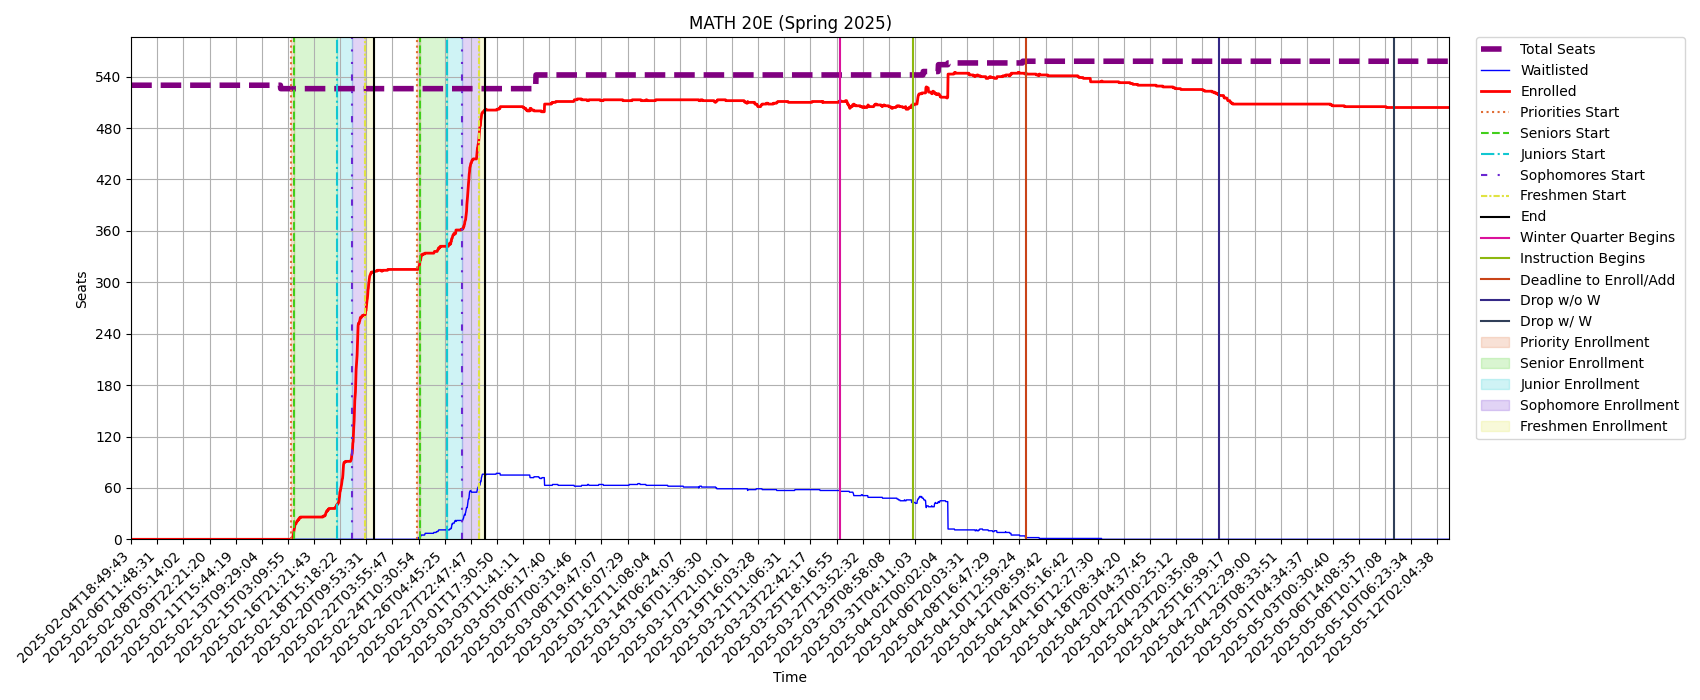 MATH 20E (Spring 2025)
Seats
540
480
420
360
300
240
180
120
60
0
2025-02-04T18:49:43
2025-02-06T11:48:31
2025-02-08T05:14:02
2025-02-09T22:21:20
2025-02-11T15:44:19
2025-02-13T09:29:04
2025-02-15T03:09:55
2025-02-16T21:21:43
2025-02-18T15:18:22
2025-02-20T09:53:31
2025-02-22T03:55:47
2025-02-24T10:30:54
2025-02-26T04:45:25
2025-02-27T22:47:47
2025-03-01T17:30:50
2025-03-03T11:41:11
2025-03-05T06:17:40
2025-03-07T00:31:46
2025-03-08T19:47:07
2025-03-10T16:07:29
2025-03-12T11:08:04
2025-03-14T06:24:07
2025-03-16T01:36:30
2025-03-17T21:01:01
2025-03-19T16:03:28
2025-03-21T11:06:31
2025-03-23T22:42:17
2025-03-25T18:16:55
2025-03-27T13:52:32
2025-03-29T08:58:08
2025-03-31T04:11:03
2025-04-02T00:02:04
2025-04-06T20:03:31
2025-04-08T16:47:29
2025-04-10T12:59:24
2025-04-12T08:59:42
2025-04-14T05:16:42
2025-04-16T12:27:30
2025-04-18T08:34:20
2025-04-20T04:37:45
2025-04-22T00:25:12
2025-04-23T20:35:08
2025-04-25T16:39:17
2025-04-27T12:29:00
2025-04-29T08:33:51
2025-05-01T04:34:37
2025-05-03T00:30:40
2025-05-06T14:08:35
2025-05-08T10:17:08
2025-05-10T06:23:34
2025-05-12T02:04:38
Time
Total Seats
Waitlisted
Enrolled
Priorities Start
Seniors Start
Juniors Start
Sophomores Start
Freshmen Start
End
Winter Quarter Begins
Instruction Begins
Deadline to Enroll/Add
Drop w/o W
Drop w/ W
Priority Enrollment
Senior Enrollment
Junior Enrollment
Sophomore Enrollment
Freshmen Enrollment